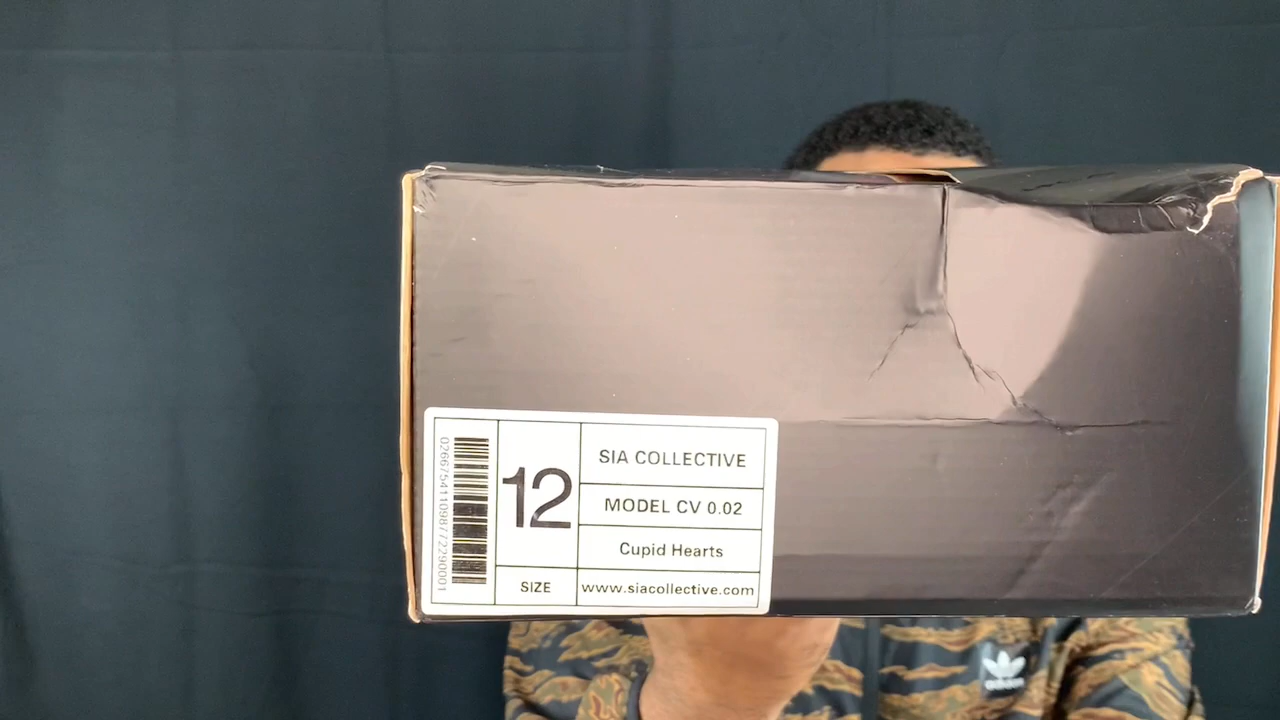 SIA COLLECTIVE
12
MODEL CV 0.02
Cupid Hearts
SIZE
www.siacollective.com
adidas